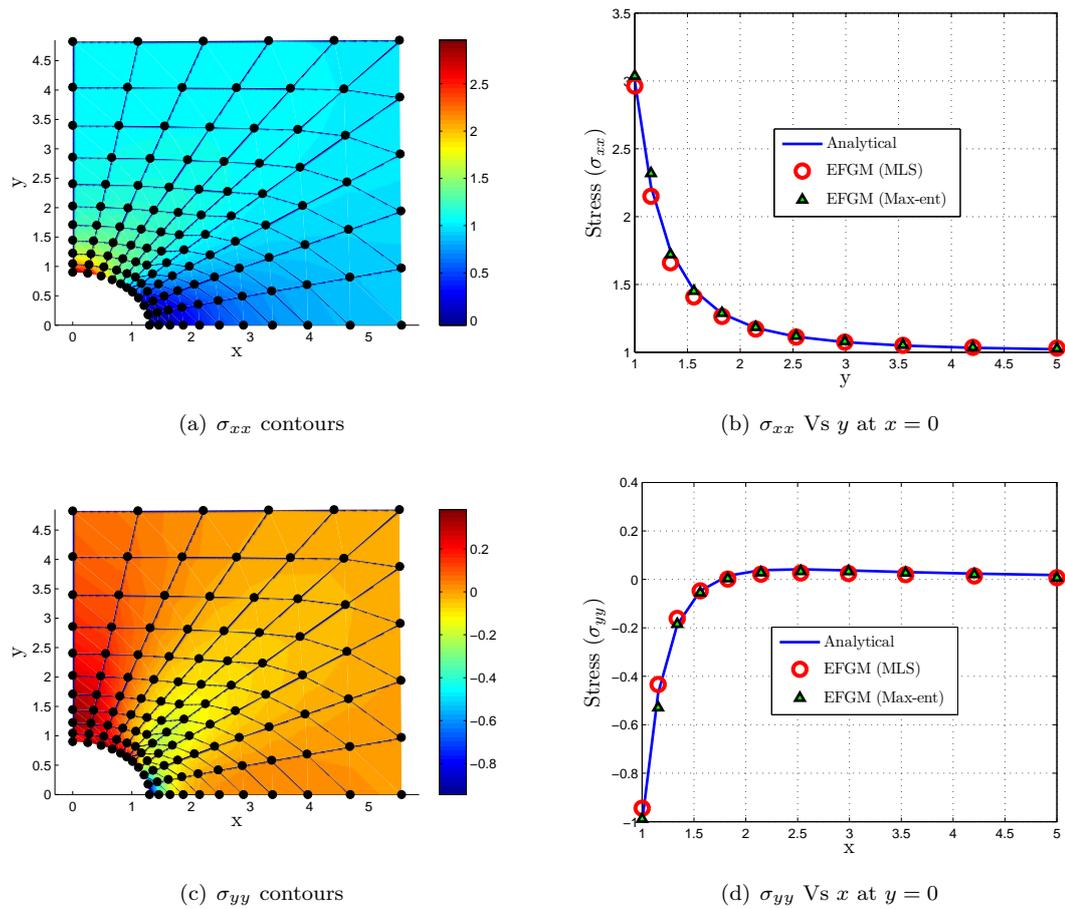 4.5
4
3.5
3
2.5
2
1.5
1
0.5
0
y
0 1 2 3 4 5
x
2.5
2
1.5
1
0.5
0
(a) σxx contours
3.5
3
2.5
2
1.5
1
Stress (σxx)
Analytical
EFGM (MLS)
EFGM (Max-ent)
1 1.5 2 2.5 3 3.5 4 4.5 5
y
(b) σxx Vs y at x = 0
4.5
4
3.5
3
2.5
2
1.5
1
0.5
0
y
0 1 2 3 4 5
x
0.2
0
−0.2
−0.4
−0.6
−0.8
(c) σyy contours
0.4
0.2
0
−0.2
−0.4
−0.6
−0.8
−1
Stress (σyy)
Analytical
EFGM (MLS)
EFGM (Max-ent)
1 1.5 2 2.5 3 3.5 4 4.5 5
x
(d) σyy Vs x at y = 0